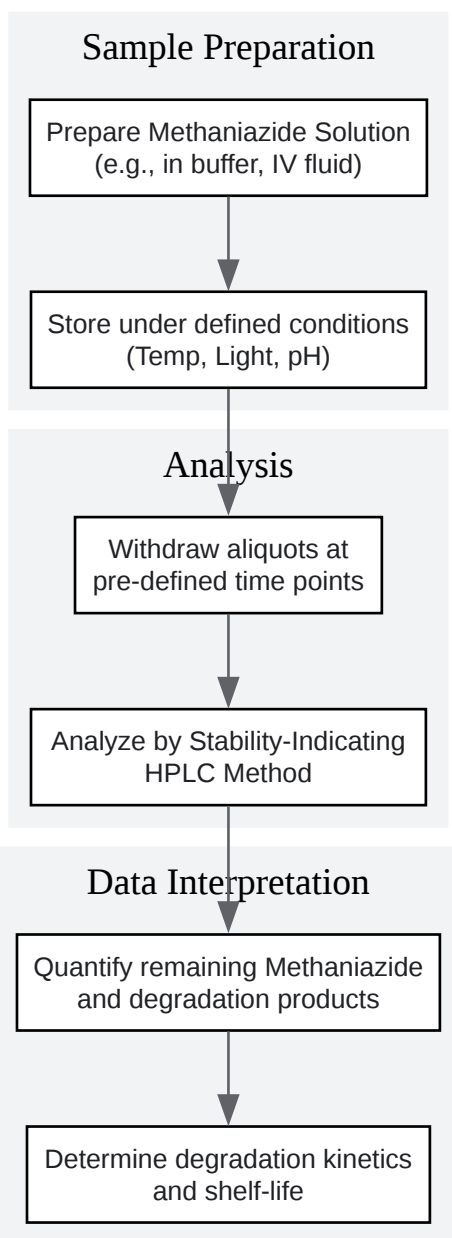 Sample Preparation
Prepare Methaniazide Solution
(e.g., in buffer, IV fluid)
Store under defined conditions
(Temp, Light, pH)
Analysis
Withdraw aliquots at
pre-defined time points
Analyze by Stability-Indicating
HPLC Method
Data Interpretation
Quantify remaining Methaniazide
and degradation products
Determine degradation kinetics
and shelf-life